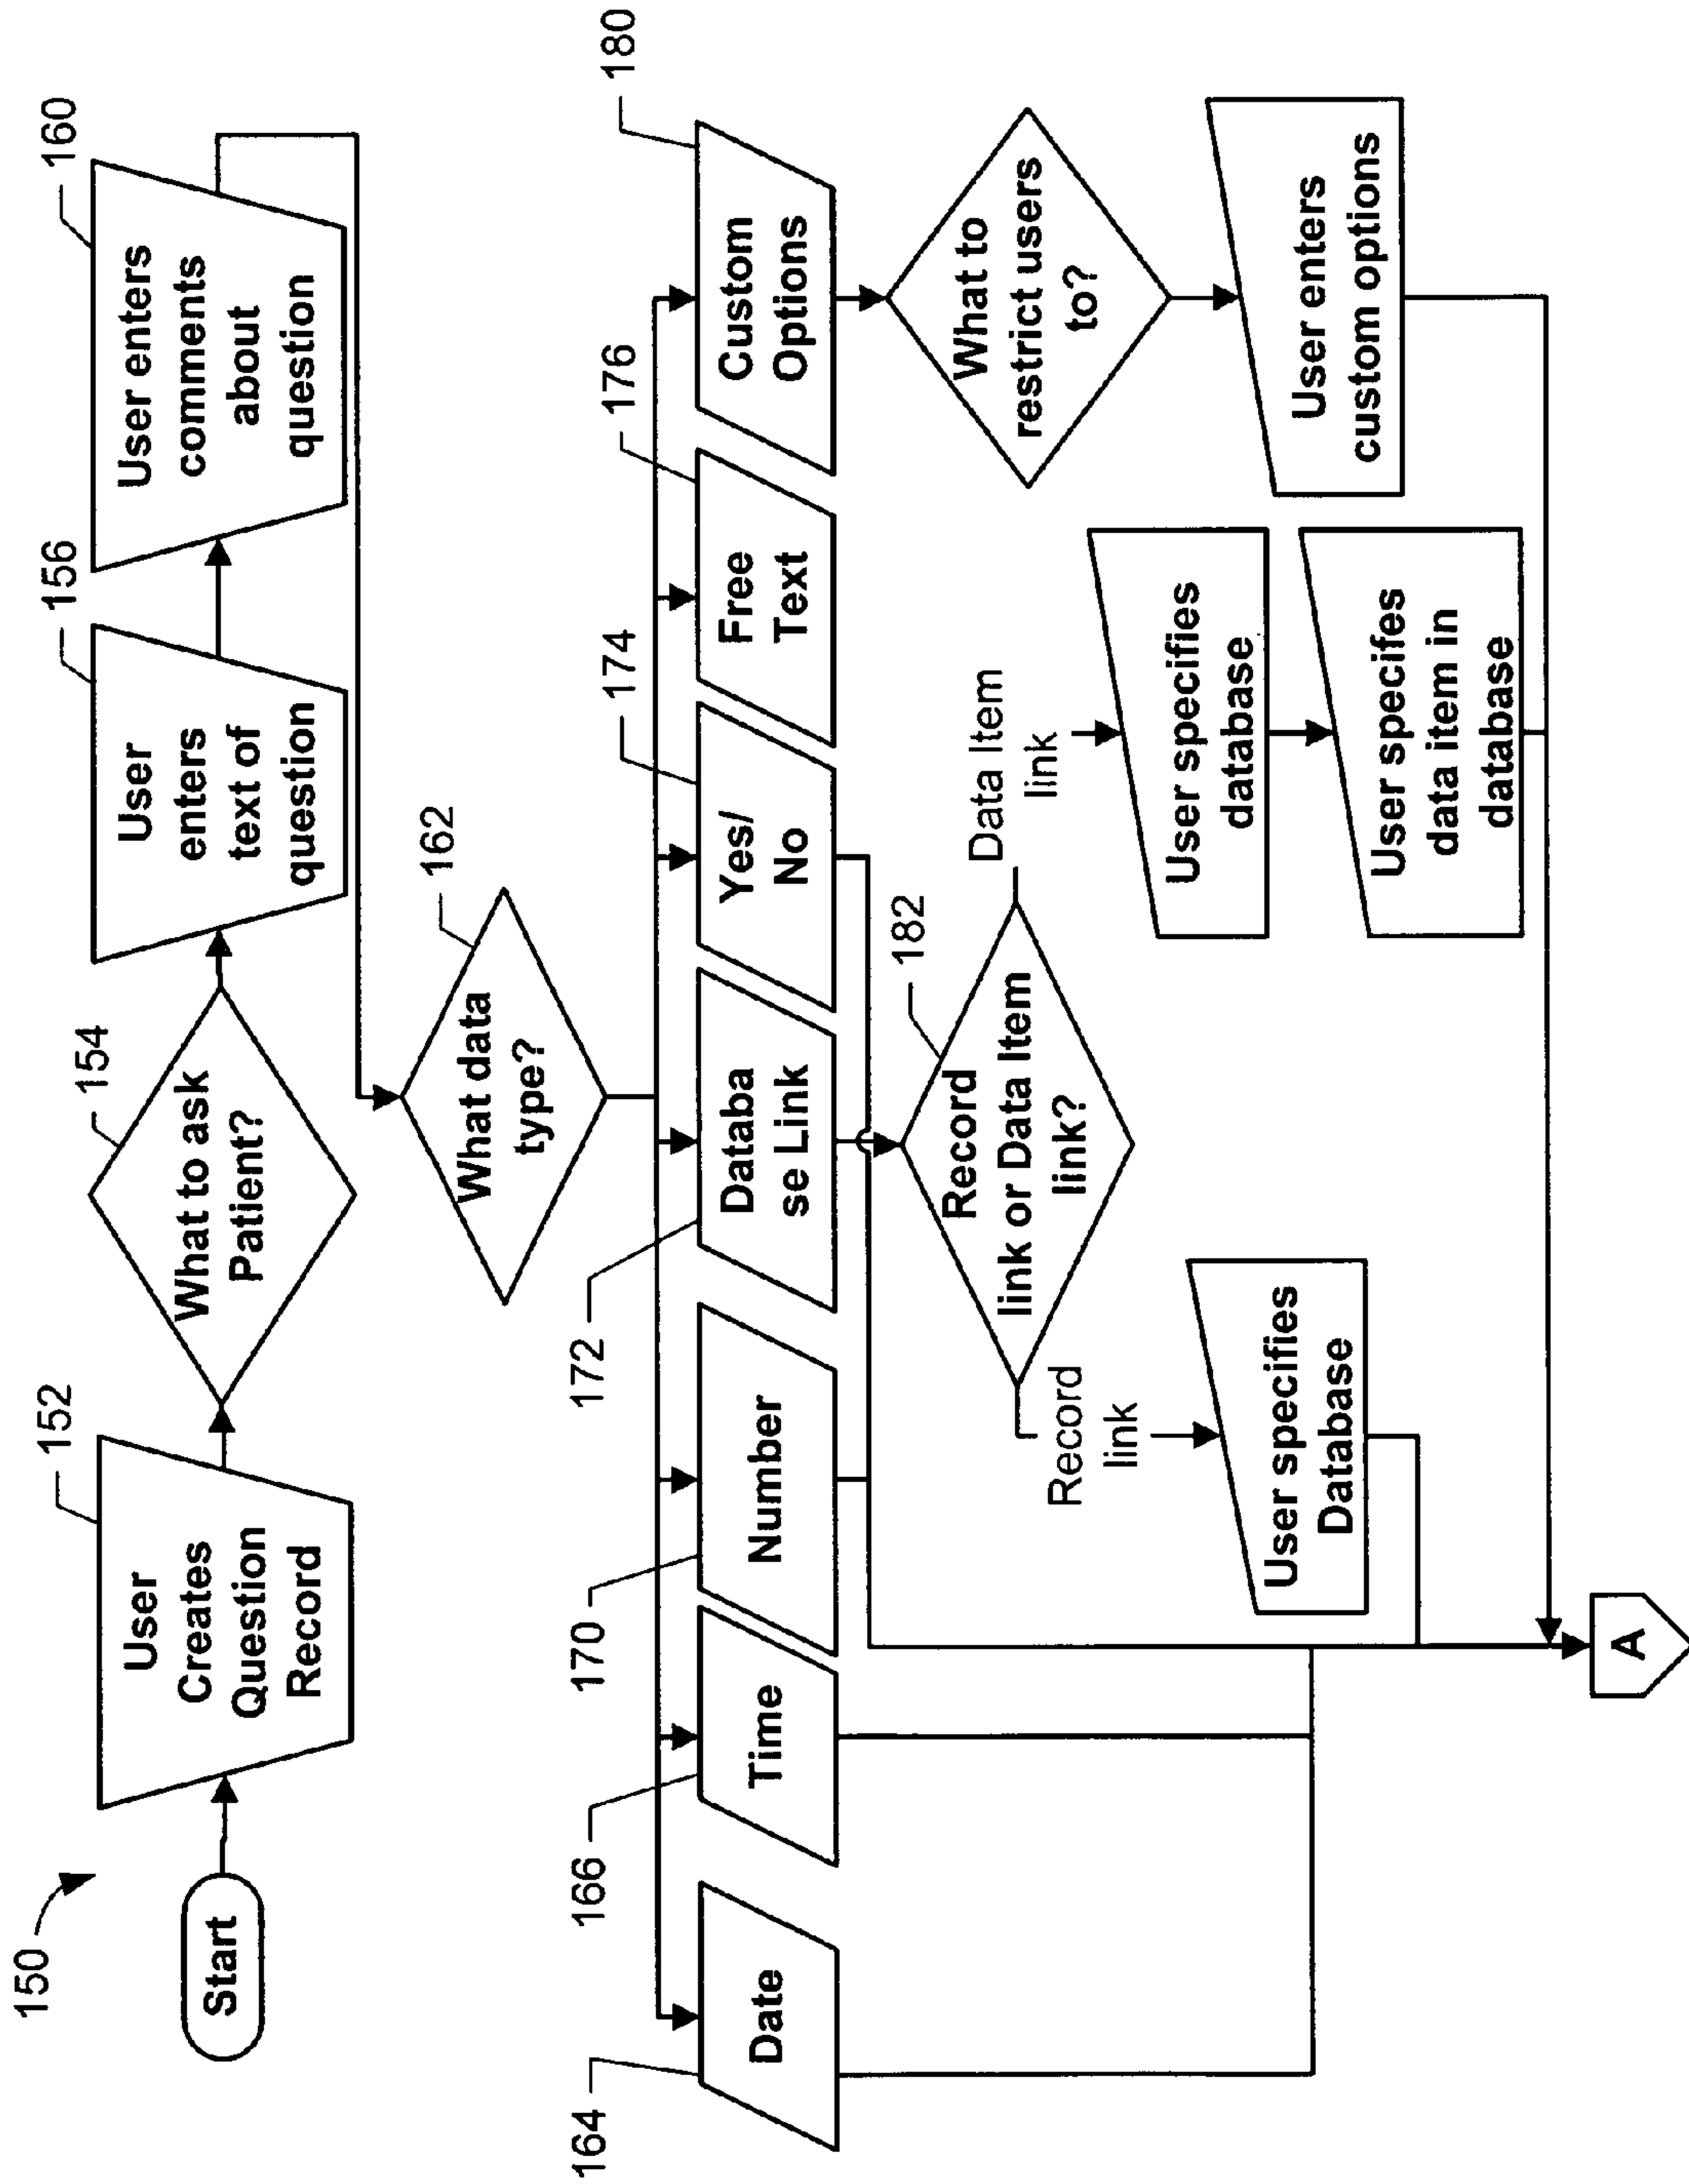 150
Start
152
User
Creates
Question
Record
154
What to ask
Patient?
156
User
enters
text of
question
160
User enters
comments
about
question
162
What data
type?
164
Date
166
Time
170
Number
172
Databa
se Link
174
Yes/
No
176
Free
Text
180
Custom
Options
182
Record
link or Data Item
link?
Record
link
User specifies
Database
Data Item
link
User specifies
database
User specifes
data item in
database
What to
restrict users
to?
User enters
custom options
A